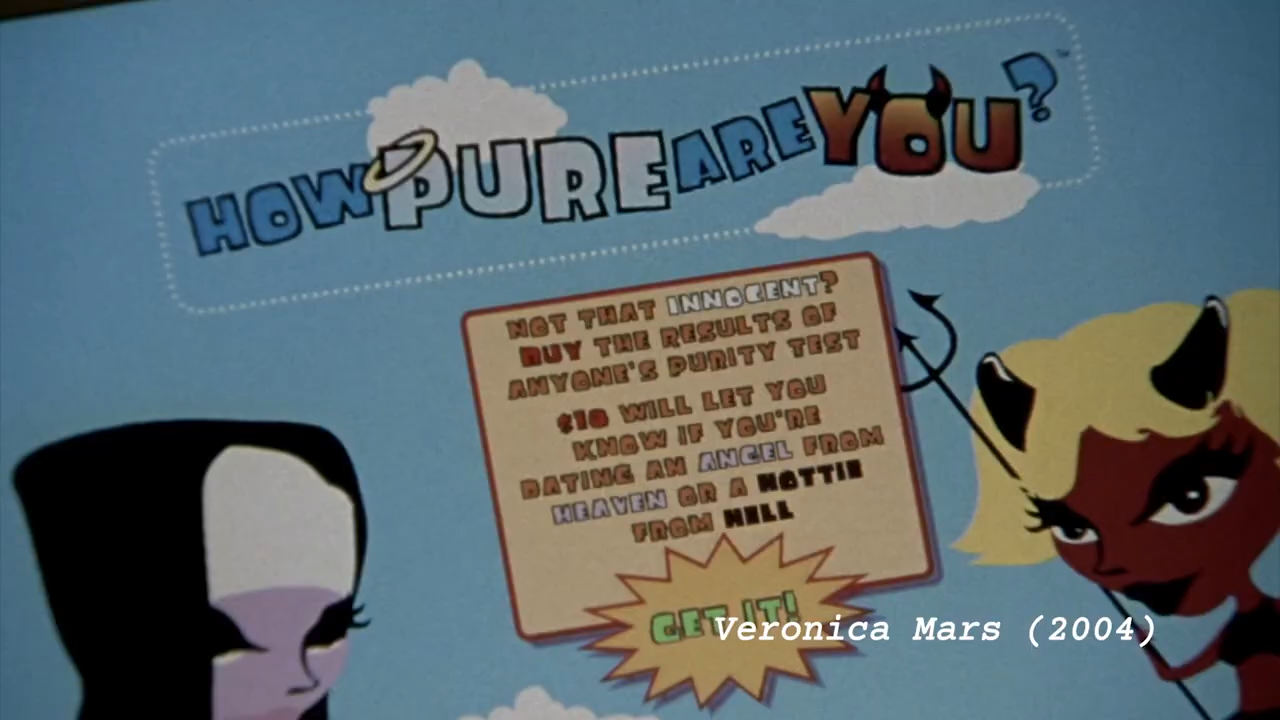 HOW PURE ARE YOU?
NOT THAT INNOCENT?
BUY THE RESULTS OF
ANYONE'S PURITY TEST
$10 WILL LET YOU
KNOW IF YOU'RE
DATING AN ANGEL FROM
HEAVEN OR A HOTTIE
FROM HELL
GET IT!
Veronica Mars (2004)